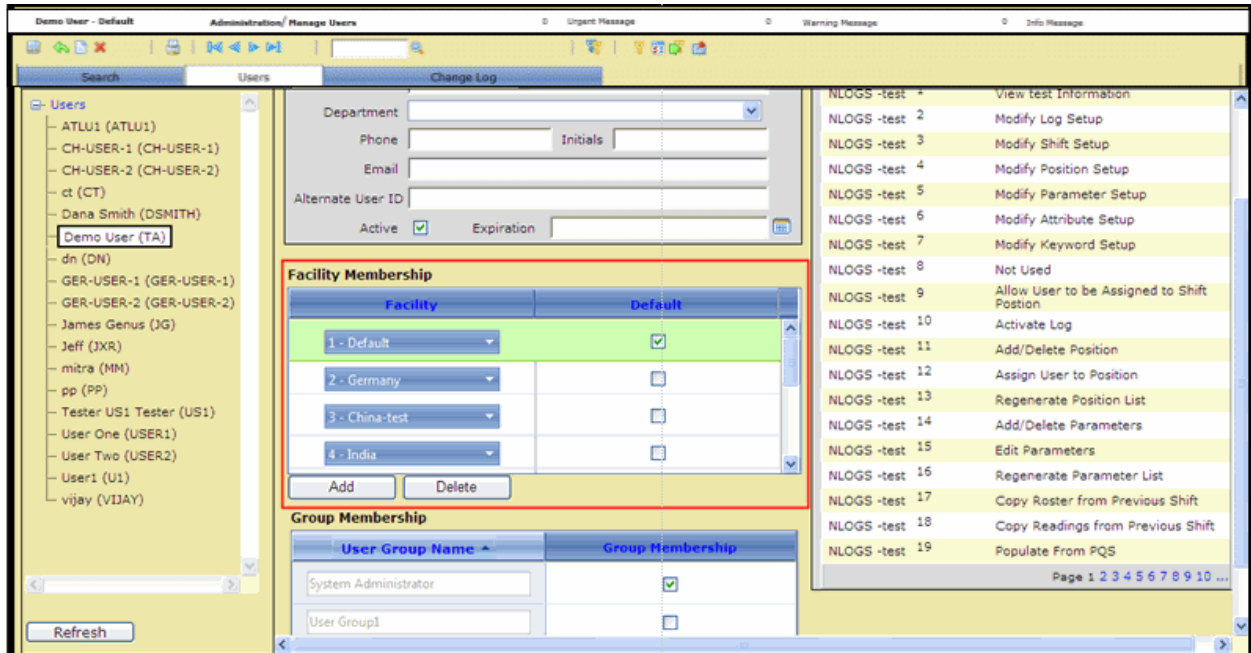 Demo User - Default Administration/ Manage Users 0 Urgent Message 0 Warning Message 0 Info Message
Search Users Change Log
Users
ATLU1 (ATLU1)
CH-USER-1 (CH-USER-1)
CH-USER-2 (CH-USER-2)
ct (CT)
Dana Smith (DSMITH)
Demo User (TA)
dn (DN)
GER-USER-1 (GER-USER-1)
GER-USER-2 (GER-USER-2)
James Genus (JG)
Jeff (JXR)
mitra (MM)
pp (PP)
Tester US1 Tester (US1)
User One (USER1)
User Two (USER2)
User1 (U1)
vijay (VIJAY)
Refresh
Department
Phone Initials
Email
Alternate User ID
Active Expiration
Facility Membership
Facility Default
1 - Default
2 - Germany
3 - China-test
4 - India
Add Delete
Group Membership
User Group Name Group Membership
System Administrator
User Group1
NLOGS -test 1 View test Information
NLOGS -test 2 Modify Log Setup
NLOGS -test 3 Modify Shift Setup
NLOGS -test 4 Modify Position Setup
NLOGS -test 5 Modify Parameter Setup
NLOGS -test 6 Modify Attribute Setup
NLOGS -test 7 Modify Keyword Setup
NLOGS -test 8 Not Used
NLOGS -test 9 Allow User to be Assigned to Shift
Postion
NLOGS -test 10 Activate Log
NLOGS -test 11 Add/Delete Position
NLOGS -test 12 Assign User to Position
NLOGS -test 13 Regenerate Position List
NLOGS -test 14 Add/Delete Parameters
NLOGS -test 15 Edit Parameters
NLOGS -test 16 Regenerate Parameter List
NLOGS -test 17 Copy Roster from Previous Shift
NLOGS -test 18 Copy Readings from Previous Shift
NLOGS -test 19 Populate From PQS
Page 1 2 3 4 5 6 7 8 9 10 ...